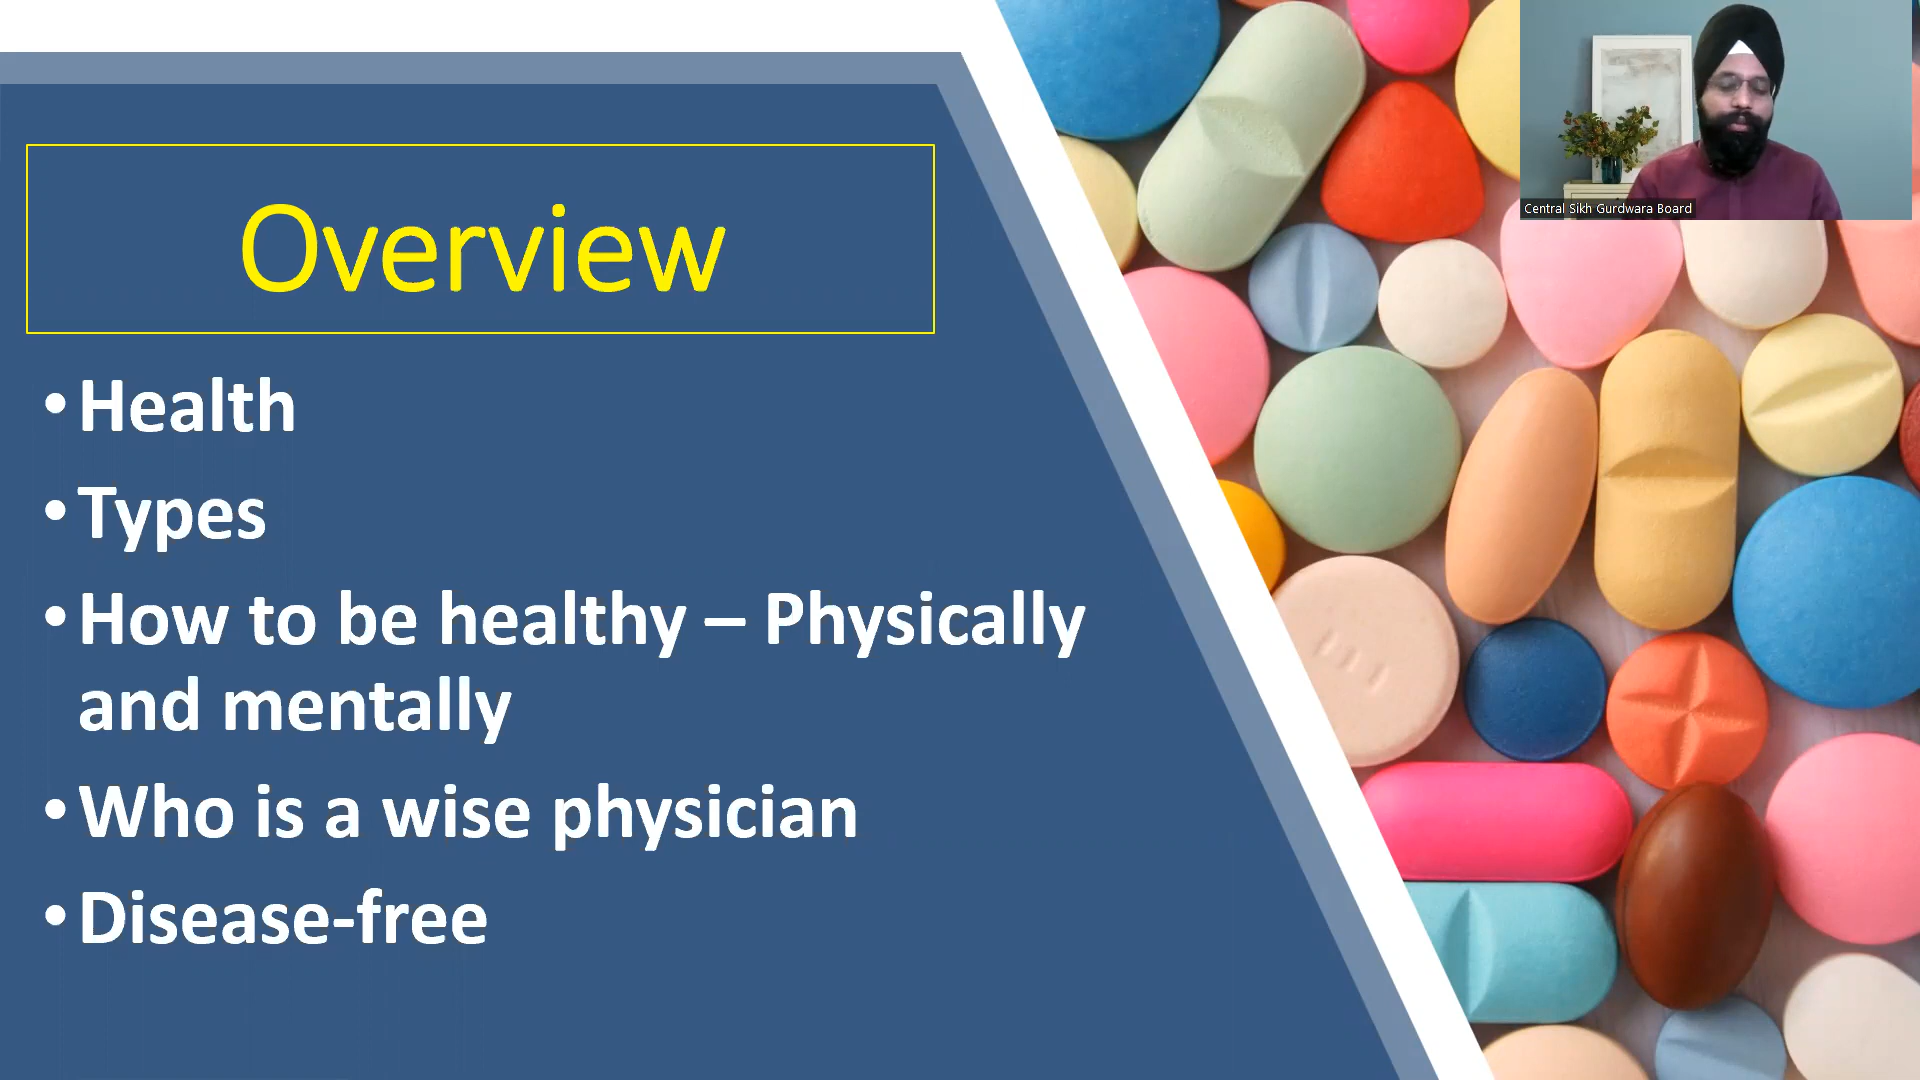 Overview
• Health
• Types
• How to be healthy – Physically
and mentally
• Who is a wise physician
• Disease-free
Central Sikh Gurdwara Board